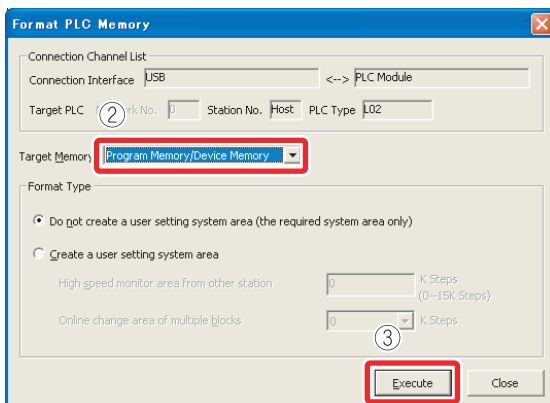 Format PLC Memory
Connection Channel List
Connection Interface USB <--> PLC Module
②
Target PLC No. 0 Station No. Host PLC Type L02
Target Memory Program Memory/Device Memory
Format Type
Do not create a user setting system area (the required system area only)
Create a user setting system area
High speed monitor area from other station 0 K Steps
(0--15K Steps)
Online change area of multiple blocks 0 K Steps
③
Execute Close